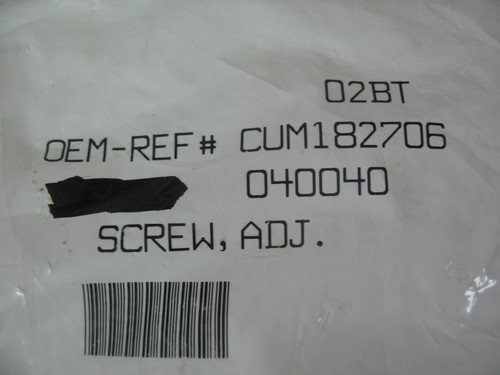 02BT
OEM-REF# CUM182706
040040
SCREW, ADJ.